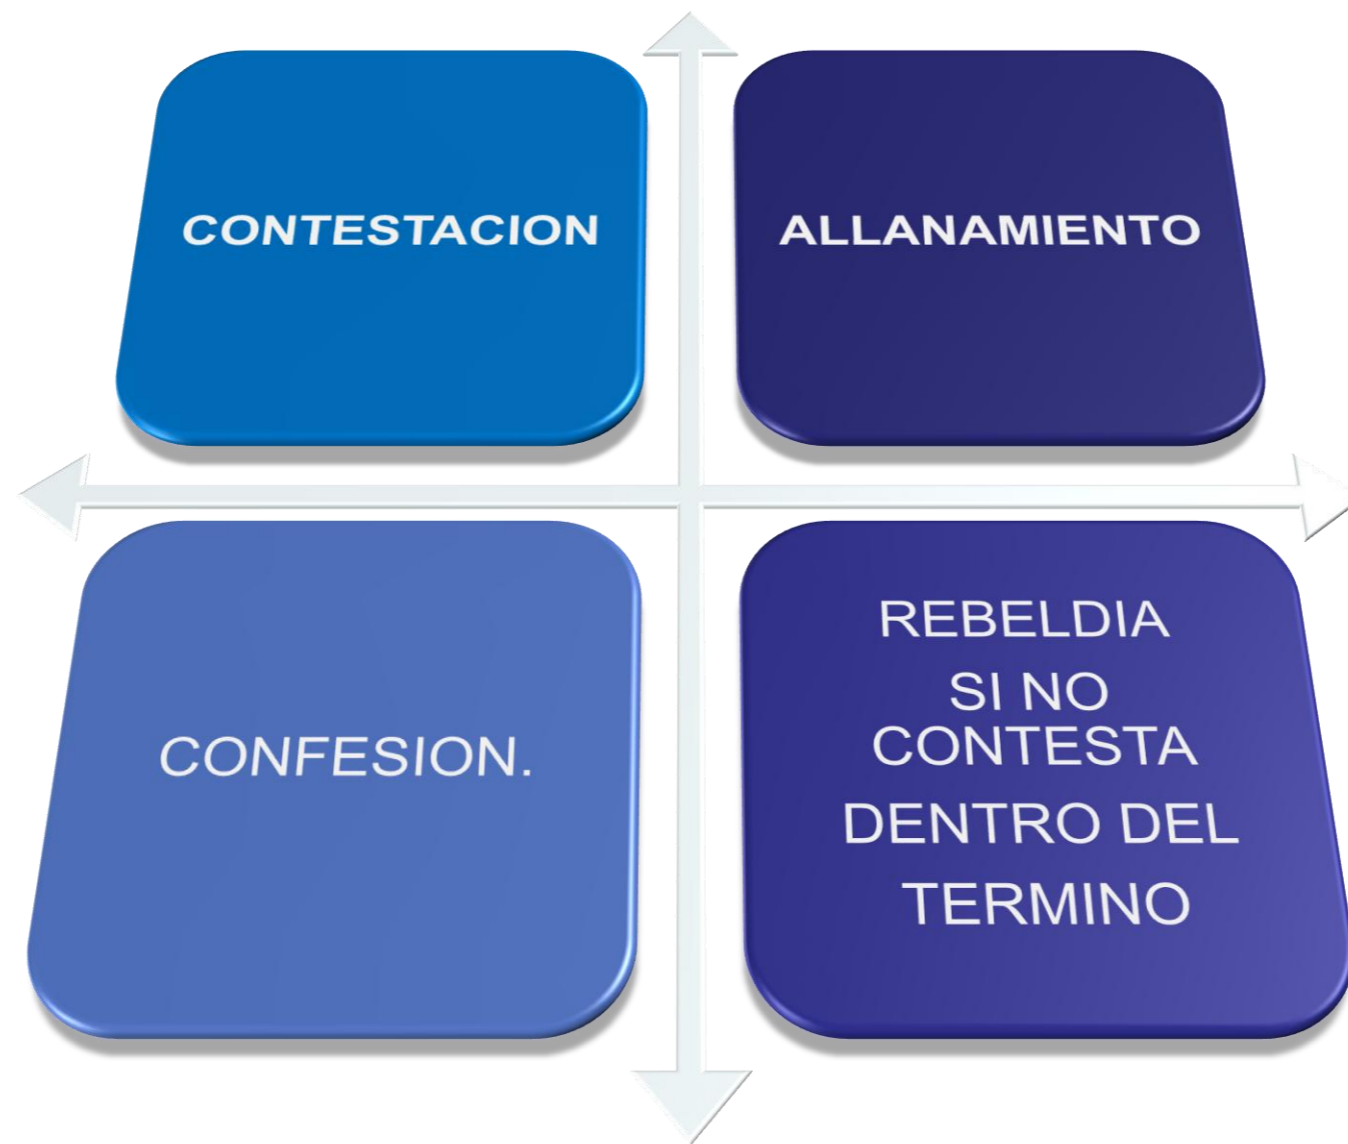 CONTESTACION
ALLANAMIENTO
CONFESION.
REBELDIA
SI NO
CONTESTA
DENTRO DEL
TERMINO